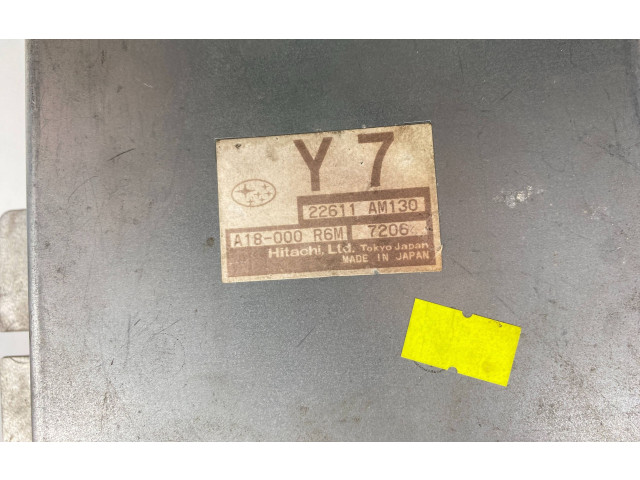 Y 7
22611 AM130
A18-000 R6M 7206
Hitachi, Ltd. Tokyo Japan
MADE IN JAPAN